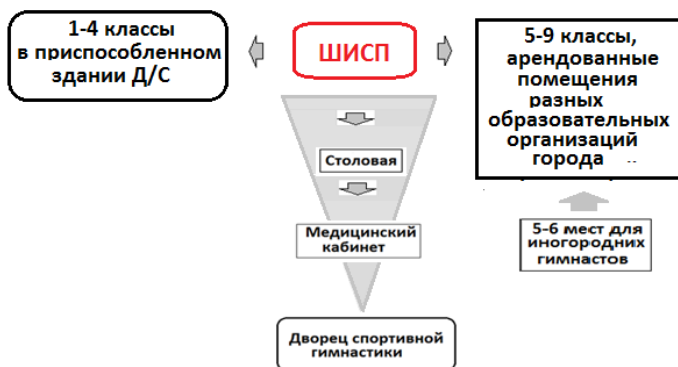 1-4 классы
в приспособленном
здании Д/С
ШИСП
5-9 классы,
арендованные
помещения
разных
образовательных
организаций
города ..
Столовая
Медицинский
кабинет
5-6 мест для
иногородних
гимнастов
Дворец спортивной
гимнастики